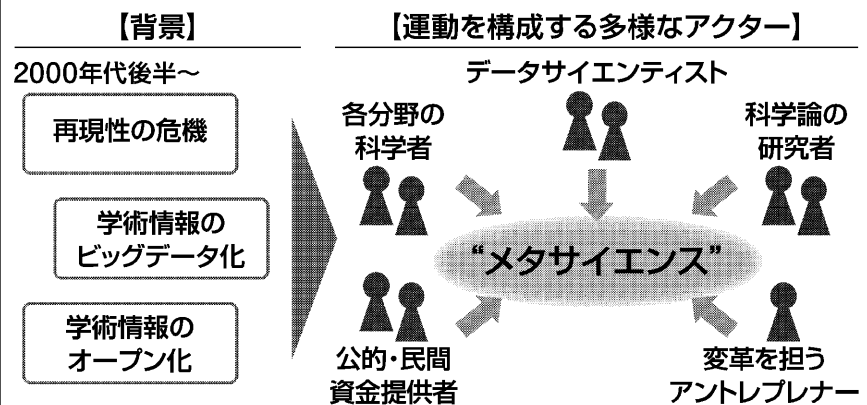 【背景】
2000年代後半〜
再現性の危機
学術情報の
ビッグデータ化
学術情報の
オープン化
【運動を構成する多様なアクター】
データサイエンティスト
各分野の
科学者
科学論の
研究者
“メタサイエンス”
公的・民間
資金提供者
変革を担う
アントレプレナー